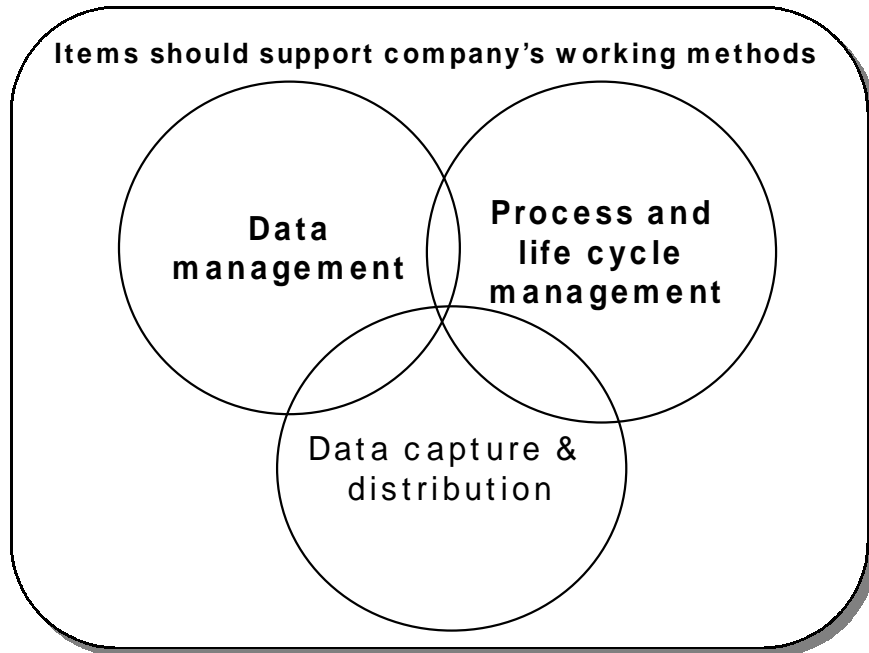 Items should support company’s working methods
Data
management
Process and
life cycle
management
Data capture &
distribution